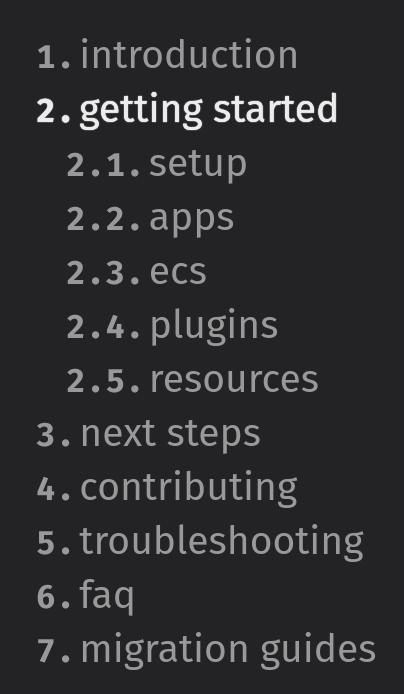 1. introduction
2. getting started
2.1. setup
2.2. apps
2.3. ecs
2.4. plugins
2.5. resources
3. next steps
4. contributing
5. troubleshooting
6. faq
7. migration guides